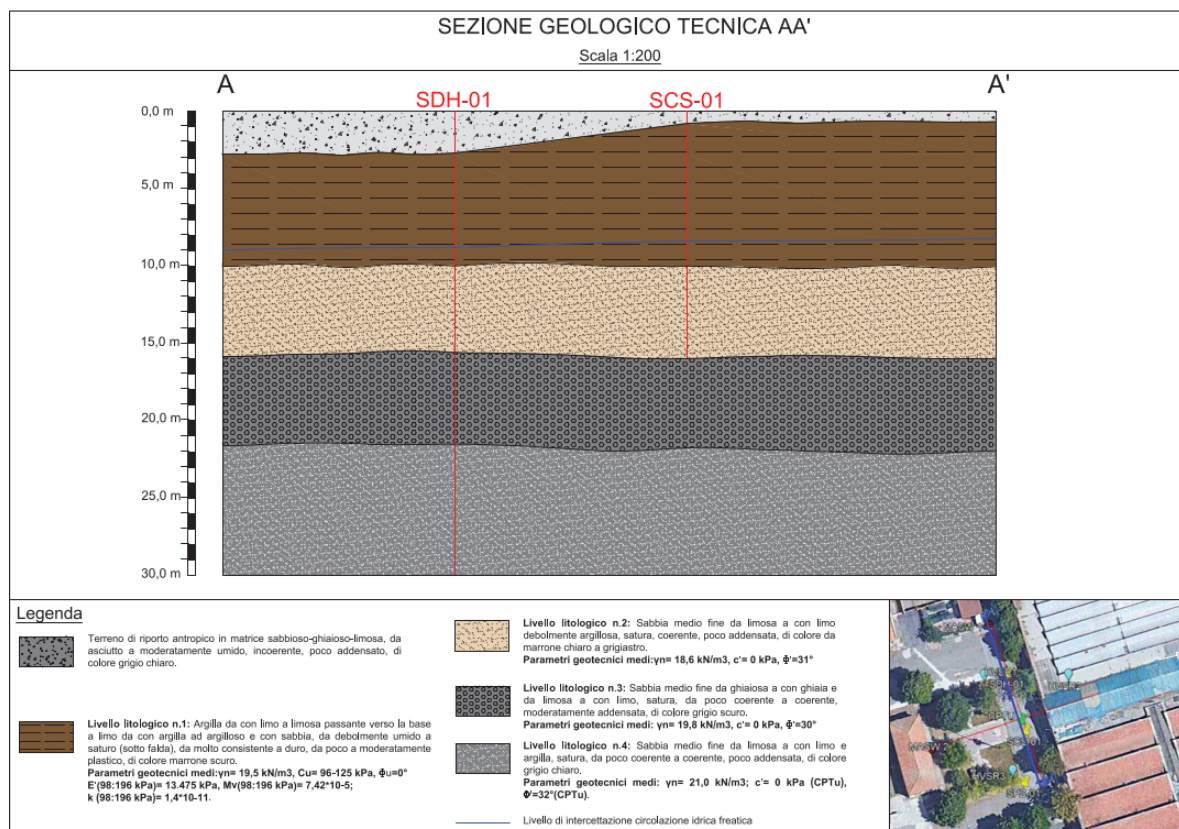 SEZIONE GEOLOGICO TECNICA AA'
Scala 1:200
A
A'
SDH-01
SCS-01
0,0 m
5,0 m
10,0 m
15,0 m
20,0 m
25,0 m
30,0 m
Legenda
Terreno di riporto antropico in matrice sabbioso-ghiaioso-limosa, da
asciutto a moderatamente umido, incoerente, poco addensato, di
colore grigio chiaro.
Livello litologico n.1: Argilla da con limo a limosa passante verso la base
a limo da con argilla ad argilloso e con sabbia, da debolmente umido a
saturo (sotto falda), da molto consistente a duro, da poco a moderatamente
plastico, di colore marrone scuro.
Parametri geotecnici medi:γn= 19,5 kN/m3, Cu= 96-125 kPa, Φu=0°
E'(98:196 kPa)= 13.475 kPa, Mv(98:196 kPa)= 7,42*10-5;
k (98:196 kPa)= 1,4*10-11.
Livello litologico n.2: Sabbia medio fine da limosa a con limo
debolmente argillosa, satura, coerente, poco addensata, di colore da
marrone chiaro a grigiastro.
Parametri geotecnici medi:γn= 18,6 kN/m3, c'= 0 kPa, Φ'=31°
Livello litologico n.3: Sabbia medio fine da ghiaiosa a con ghiaia e
da limosa a con limo, satura, da poco coerente a coerente,
moderatamente addensata, di colore grigio scuro.
Parametri geotecnici medi: γn= 19,8 kN/m3, c'= 0 kPa, Φ'=30°
Livello litologico n.4: Sabbia medio fine da limosa a con limo e
argilla, satura, da poco coerente a coerente, poco addensata, di colore
grigio chiaro.
Parametri geotecnici medi: γn= 21,0 kN/m3; c'= 0 kPa (CPTu),
Φ'=32°(CPTu).
Livello di intercettazione circolazione idrica freatica
HVSR2
HVSR3